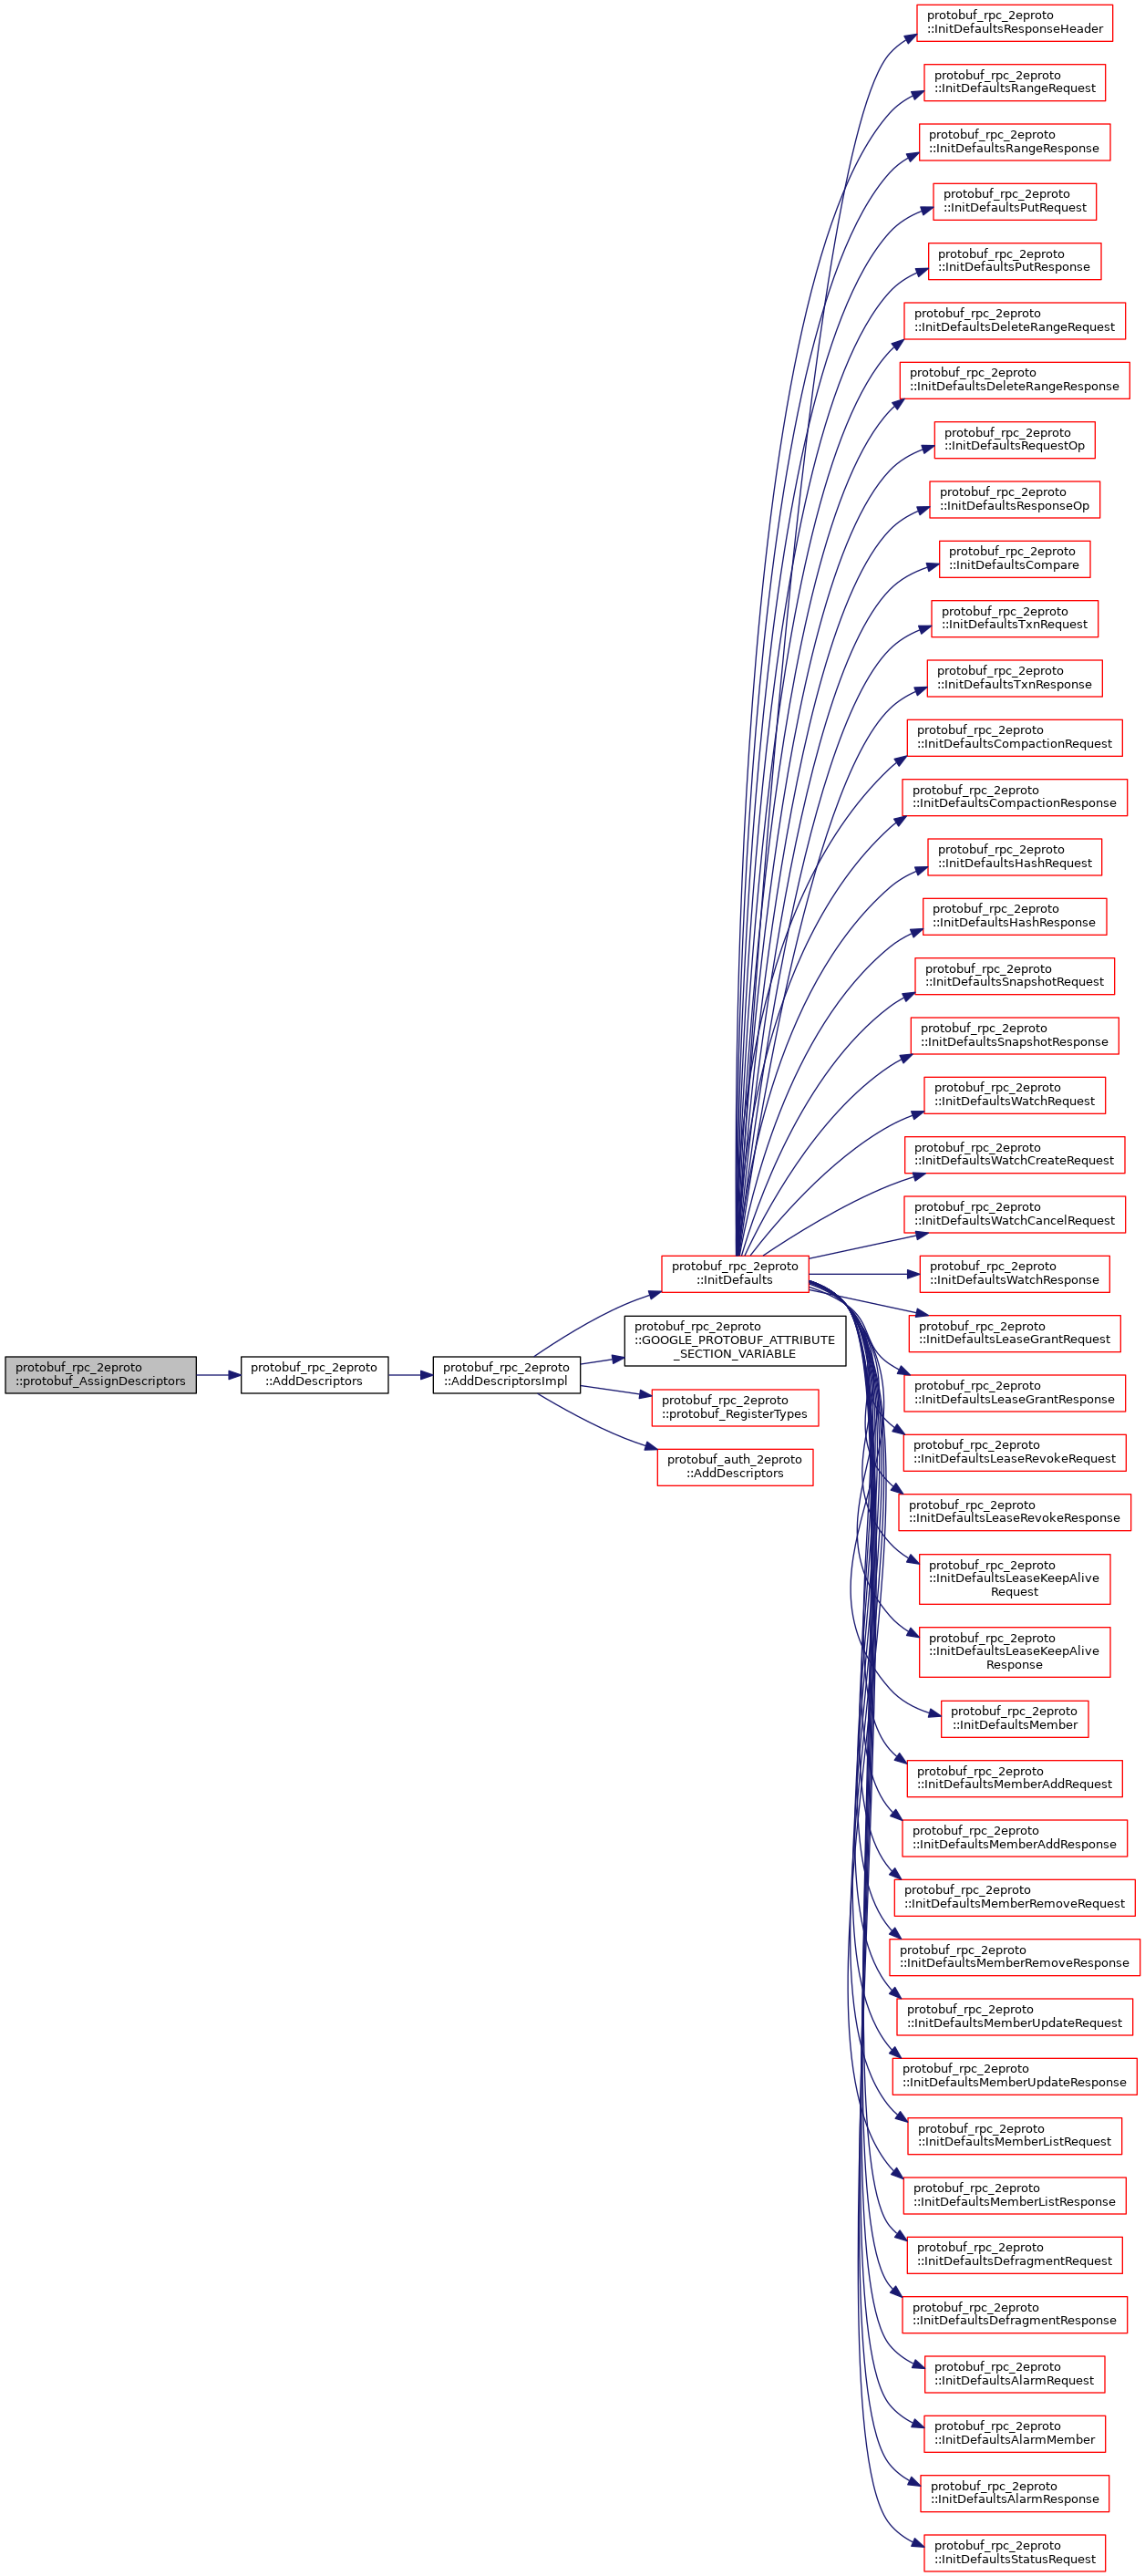 protobuf_rpc_2eproto
::InitDefaultsResponseHeader
protobuf_rpc_2eproto
::InitDefaultsRangeRequest
protobuf_rpc_2eproto
::InitDefaultsRangeResponse
protobuf_rpc_2eproto
::InitDefaultsPutRequest
protobuf_rpc_2eproto
::InitDefaultsPutResponse
protobuf_rpc_2eproto
::InitDefaultsDeleteRangeRequest
protobuf_rpc_2eproto
::InitDefaultsDeleteRangeResponse
protobuf_rpc_2eproto
::InitDefaultsRequestOp
protobuf_rpc_2eproto
::InitDefaultsResponseOp
protobuf_rpc_2eproto
::InitDefaultsCompare
protobuf_rpc_2eproto
::InitDefaultsTxnRequest
protobuf_rpc_2eproto
::InitDefaultsTxnResponse
protobuf_rpc_2eproto
::InitDefaultsCompactionRequest
protobuf_rpc_2eproto
::InitDefaultsCompactionResponse
protobuf_rpc_2eproto
::InitDefaultsHashRequest
protobuf_rpc_2eproto
::InitDefaultsHashResponse
protobuf_rpc_2eproto
::InitDefaultsSnapshotRequest
protobuf_rpc_2eproto
::InitDefaultsSnapshotResponse
protobuf_rpc_2eproto
::InitDefaultsWatchRequest
protobuf_rpc_2eproto
::InitDefaultsWatchCreateRequest
protobuf_rpc_2eproto
::InitDefaultsWatchCancelRequest
protobuf_rpc_2eproto
::InitDefaults
protobuf_rpc_2eproto
::InitDefaultsWatchResponse
protobuf_rpc_2eproto
::GOOGLE_PROTOBUF_ATTRIBUTE
_SECTION_VARIABLE
protobuf_rpc_2eproto
::InitDefaultsLeaseGrantRequest
protobuf_rpc_2eproto
::protobuf_AssignDescriptors
protobuf_rpc_2eproto
::AddDescriptors
protobuf_rpc_2eproto
::AddDescriptorsImpl
protobuf_rpc_2eproto
::protobuf_RegisterTypes
protobuf_rpc_2eproto
::InitDefaultsLeaseGrantResponse
protobuf_auth_2eproto
::AddDescriptors
protobuf_rpc_2eproto
::InitDefaultsLeaseRevokeRequest
protobuf_rpc_2eproto
::InitDefaultsLeaseRevokeResponse
protobuf_rpc_2eproto
::InitDefaultsLeaseKeepAlive
Request
protobuf_rpc_2eproto
::InitDefaultsLeaseKeepAlive
Response
protobuf_rpc_2eproto
::InitDefaultsMember
protobuf_rpc_2eproto
::InitDefaultsMemberAddRequest
protobuf_rpc_2eproto
::InitDefaultsMemberAddResponse
protobuf_rpc_2eproto
::InitDefaultsMemberRemoveRequest
protobuf_rpc_2eproto
::InitDefaultsMemberRemoveResponse
protobuf_rpc_2eproto
::InitDefaultsMemberUpdateRequest
protobuf_rpc_2eproto
::InitDefaultsMemberUpdateResponse
protobuf_rpc_2eproto
::InitDefaultsMemberListRequest
protobuf_rpc_2eproto
::InitDefaultsMemberListResponse
protobuf_rpc_2eproto
::InitDefaultsDefragmentRequest
protobuf_rpc_2eproto
::InitDefaultsDefragmentResponse
protobuf_rpc_2eproto
::InitDefaultsAlarmRequest
protobuf_rpc_2eproto
::InitDefaultsAlarmMember
protobuf_rpc_2eproto
::InitDefaultsAlarmResponse
protobuf_rpc_2eproto
::InitDefaultsStatusRequest